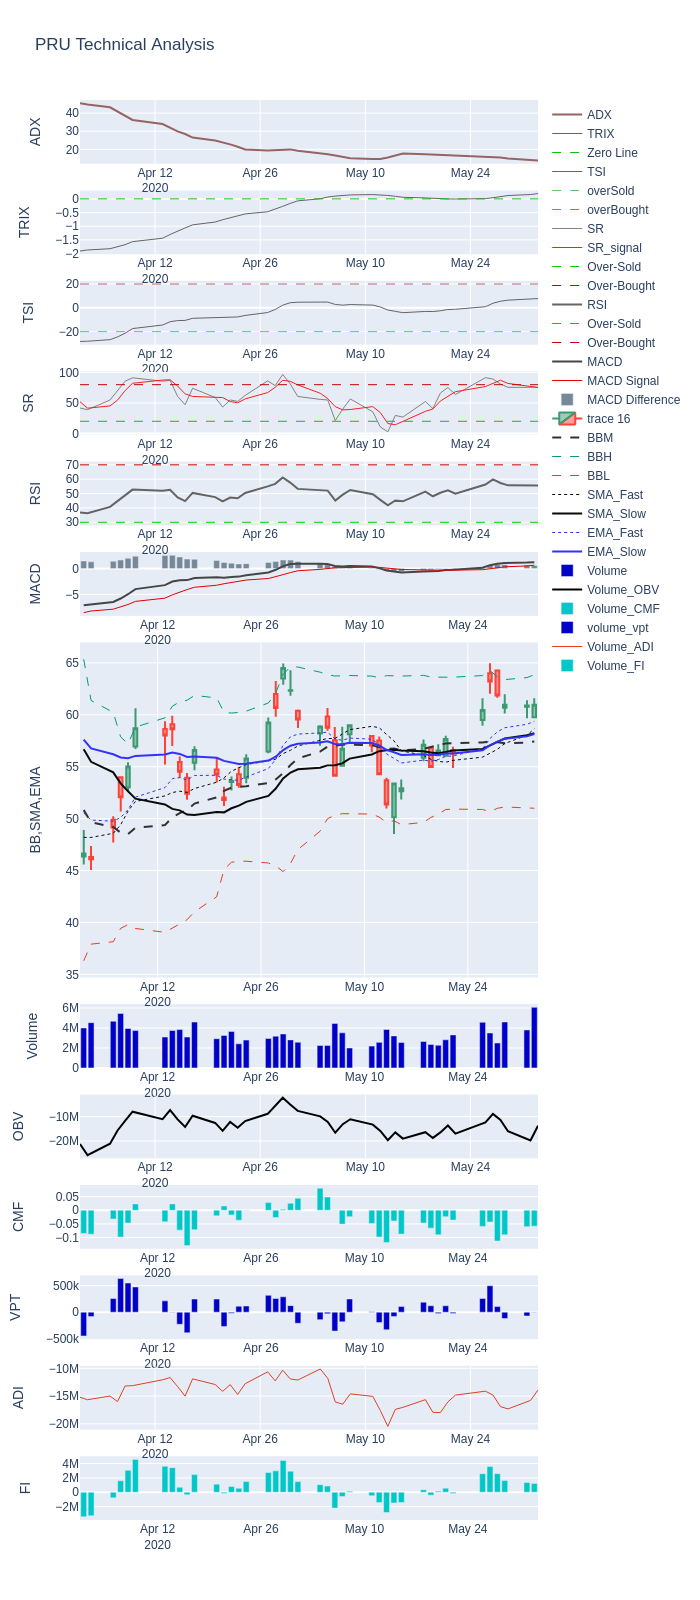 PRU Technical Analysis
ADX
40
30
20
Apr 12
2020
Apr 26
May 10
May 24
TRIX
0
−0.5
−1
−1.5
−2
Apr 12
2020
Apr 26
May 10
May 24
TSI
20
0
−20
Apr 12
2020
Apr 26
May 10
May 24
SR
100
50
0
Apr 12
2020
Apr 26
May 10
May 24
RSI
70
60
50
40
30
Apr 12
2020
Apr 26
May 10
May 24
MACD
0
−5
Apr 12
2020
Apr 26
May 10
May 24
BB,SMA,EMA
65
60
55
50
45
40
35
Apr 12
2020
Apr 26
May 10
May 24
Volume
6M
4M
2M
0
Apr 12
2020
Apr 26
May 10
May 24
OBV
−10M
−20M
Apr 12
2020
Apr 26
May 10
May 24
CMF
0.05
0
−0.05
−0.1
Apr 12
2020
Apr 26
May 10
May 24
VPT
500k
0
−500k
Apr 12
2020
Apr 26
May 10
May 24
ADI
−10M
−15M
−20M
Apr 12
2020
Apr 26
May 10
May 24
FI
4M
2M
0
−2M
Apr 12
2020
Apr 26
May 10
May 24
ADX
TRIX
Zero Line
TSI
overSold
overBought
SR
SR_signal
Over-Sold
Over-Bought
RSI
Over-Sold
Over-Bought
MACD
MACD Signal
MACD Difference
trace 16
BBM
BBH
BBL
SMA_Fast
SMA_Slow
EMA_Fast
EMA_Slow
Volume
Volume_OBV
Volume_CMF
volume_vpt
Volume_ADI
Volume_FI